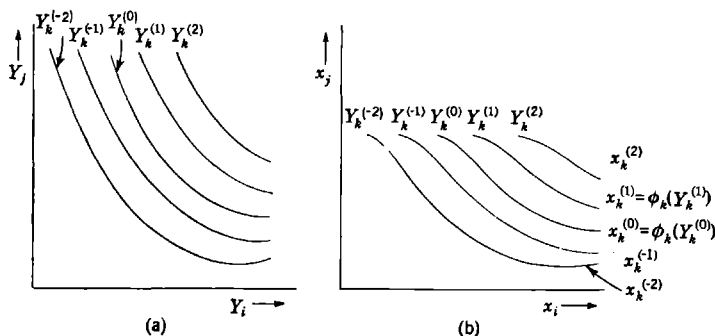 Y_k^(-2) Y_k^(-1) Y_k^(0) Y_k^(1) Y_k^(2)
Y_j
Y_i
(a)
x_j
Y_k^(-2) Y_k^(-1) Y_k^(0) Y_k^(1) Y_k^(2)
x_k^(2)
x_k^(1) = ϕ_k(Y_k^(1))
x_k^(0) = ϕ_k(Y_k^(0))
x_k^(-1)
x_k^(-2)
x_i
(b)